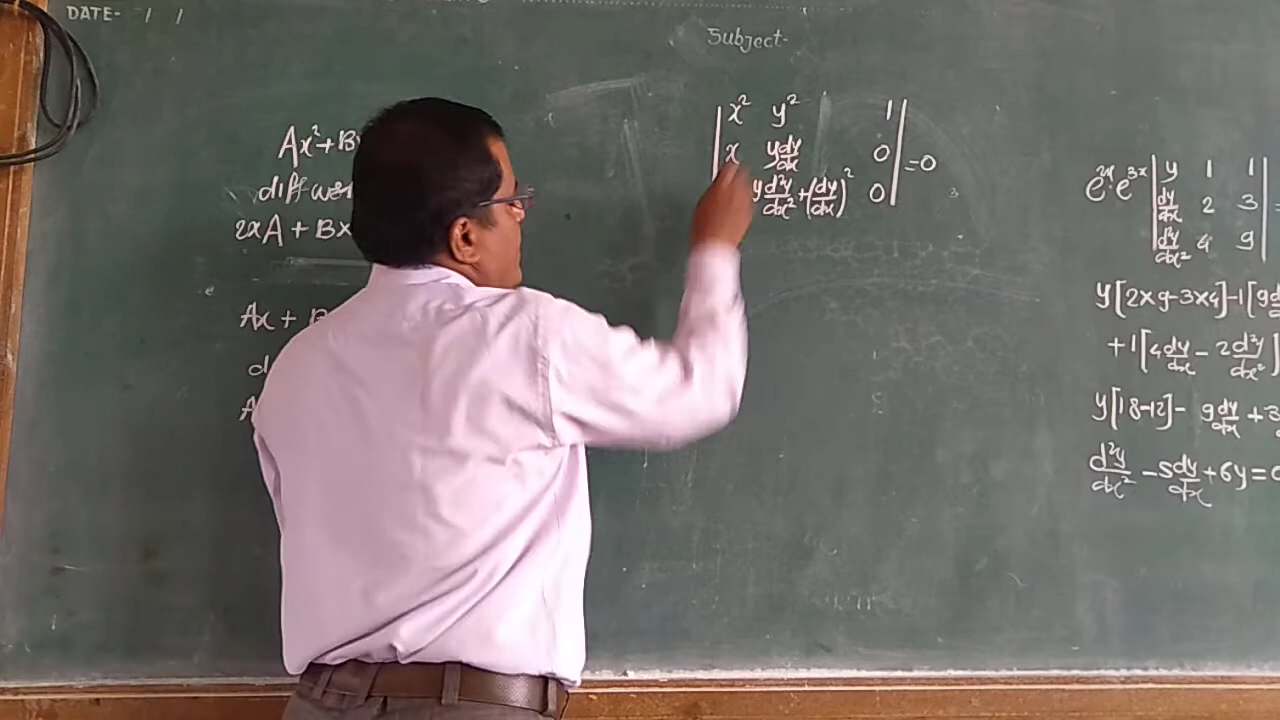 DATE- / /
Subject-
Ax²+B
diff w
2xA + Bx
Ax +
| x² y² 1 |
| x y dy/dx 0 | =0
| y d²y/dx² + (dy/dx)² 0 |
e^2x · e^3x | y 1 1 |
| dy/dx 2 3 | =
| d²y/dx² 4 9 |
y[2×9-3×4]-1[9d
+1[4dy/dx - 2d²y/dx²]
y[18-12]- 9dy/dx + 3
d²y/dx² -5dy/dx +6y=0